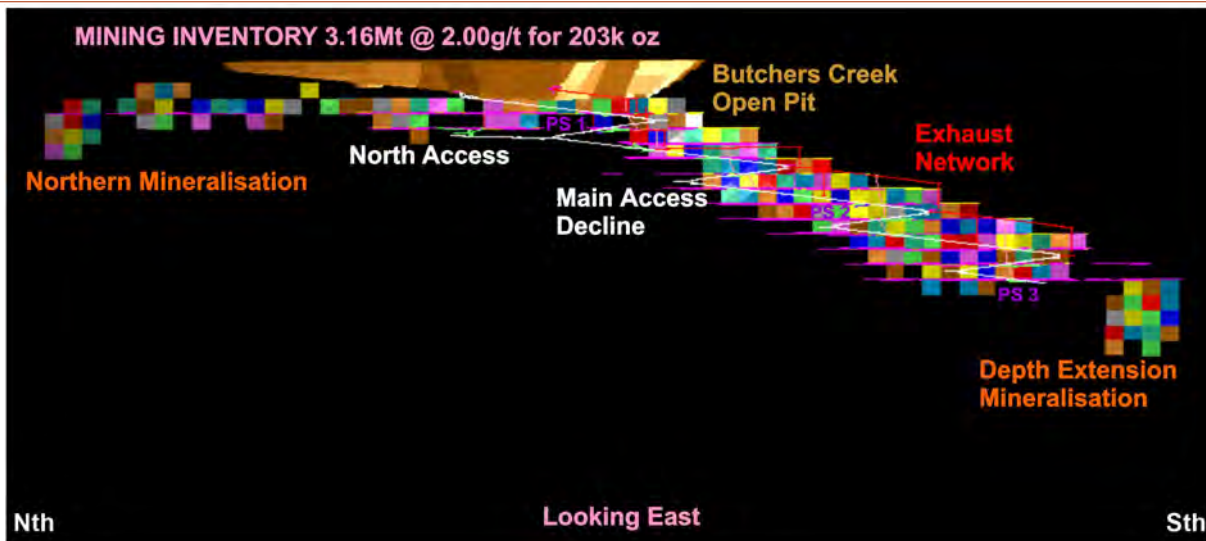 MINING INVENTORY 3.16Mt @ 2.00g/t for 203k oz
Butchers Creek
Open Pit
PS 1
Exhaust
Network
North Access
Northern Mineralisation
Main Access
Decline
PS 2
PS 3
Depth Extension
Mineralisation
Nth
Looking East
Sth